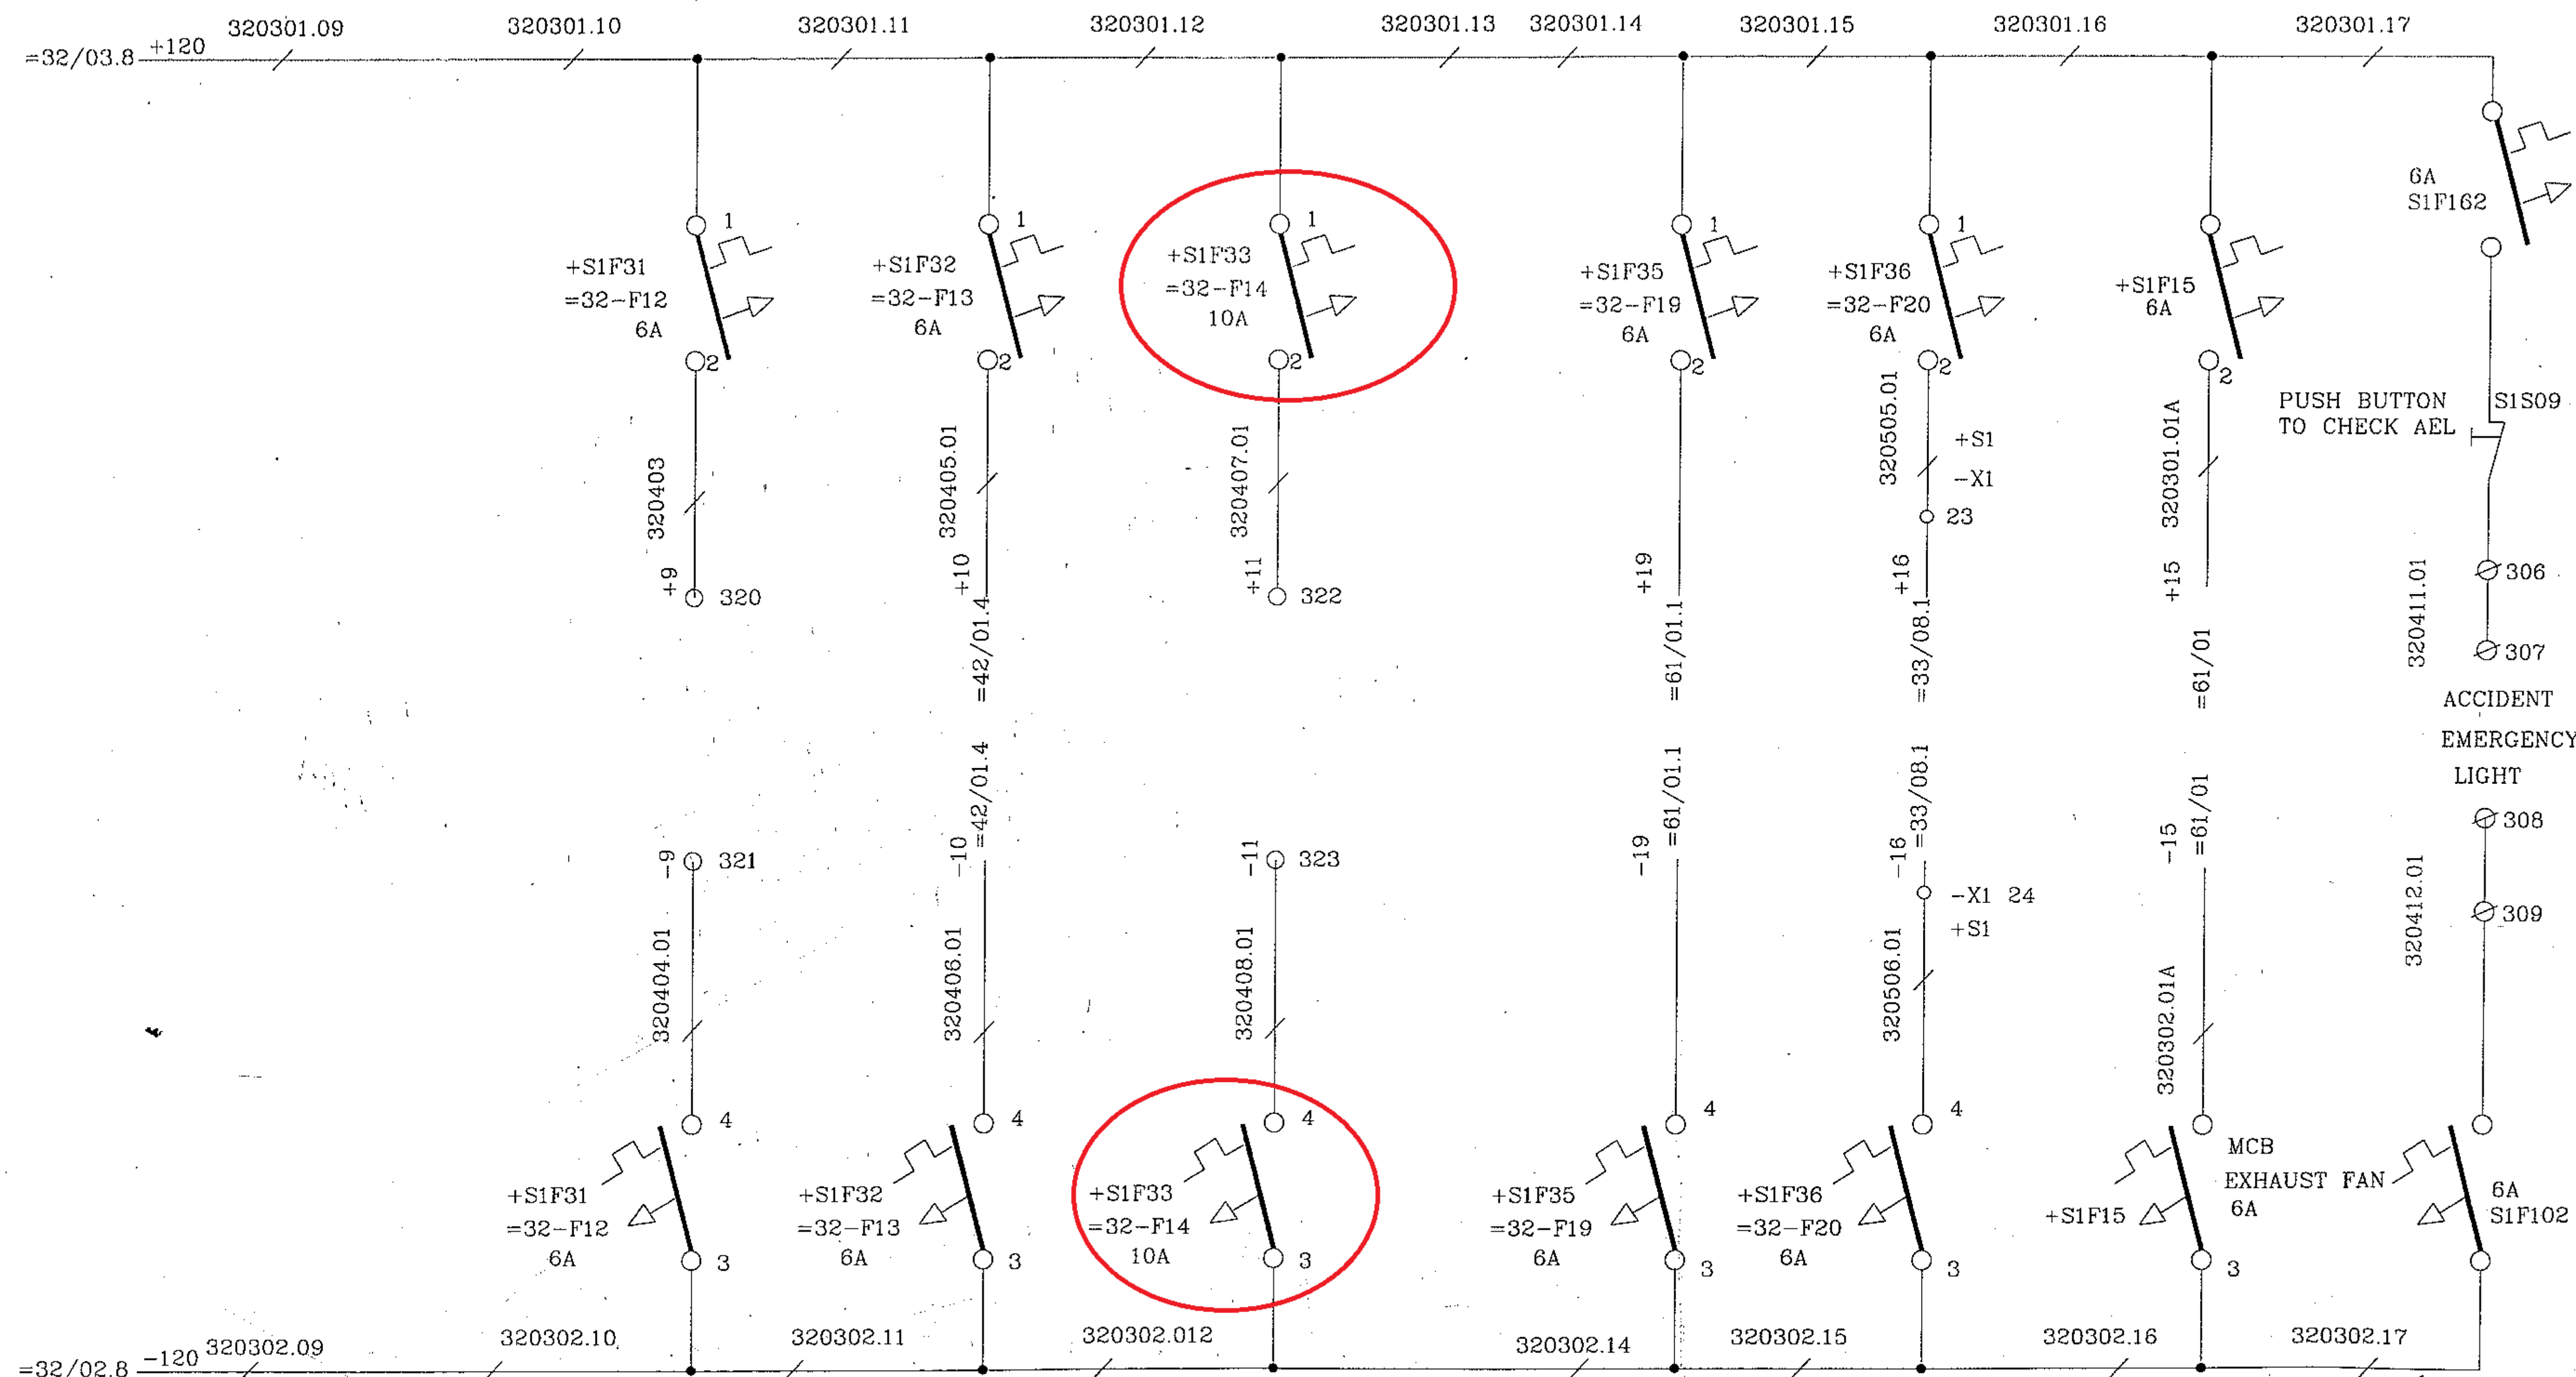 320301.09
320301.10
320301.11
320301.12
320301.13
320301.14
320301.15
320301.16
320301.17
=32/03.8
+120
+S1F31
=32-F12
6A
1
2
+S1F32
=32-F13
6A
1
2
+S1F33
=32-F14
10A
1
2
+S1F35
=32-F19
6A
1
2
+S1F36
=32-F20
6A
1
2
+S1F15
6A
2
6A
S1F162
PUSH BUTTON
TO CHECK AEL
S1S09
320403
+9
320
320405.01
+10
=42/01.4
320407.01
+11
322
+19
=61/01.1
320505.01
+S1
-X1
23
+16
=33/08.1
320301.01A
+15
=61/01
320411.01
306
307
ACCIDENT
EMERGENCY
LIGHT
-9
321
320404.01
=42/01.4
-10
320406.01
-11
323
320408.01
=61/01.1
-19
=33/08.1
-16
-X1 24
+S1
320506.01
=61/01
-15
320302.01A
308
309
320412.01
+S1F31
=32-F12
6A
4
3
+S1F32
=32-F13
6A
4
3
+S1F33
=32-F14
10A
4
3
+S1F35
=32-F19
6A
4
3
+S1F36
=32-F20
6A
4
3
+S1F15
MCB
EXHAUST FAN
6A
3
6A
S1F102
=32/02.8
-120
320302.09
320302.10
320302.11
320302.012
320302.14
320302.15
320302.16
320302.17